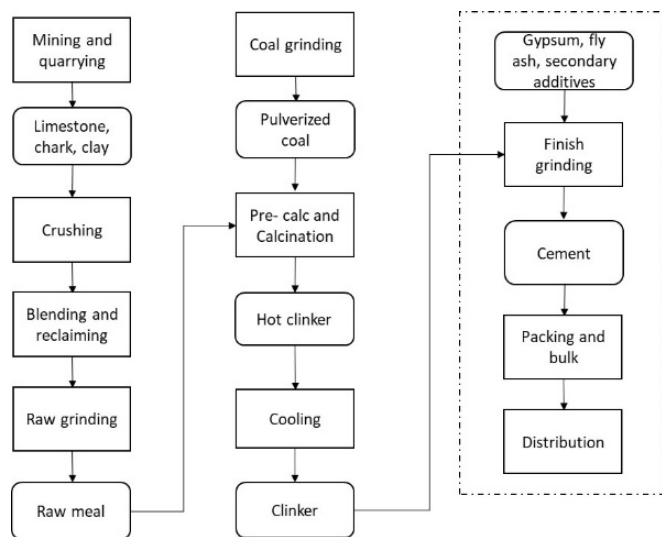 Mining and
quarrying
Limestone,
chark, clay
Crushing
Blending and
reclaiming
Raw grinding
Raw meal
Coal grinding
Pulverized
coal
Pre- calc and
Calcination
Hot clinker
Cooling
Clinker
Gypsum, fly
ash, secondary
additives
Finish
grinding
Cement
Packing and
bulk
Distribution